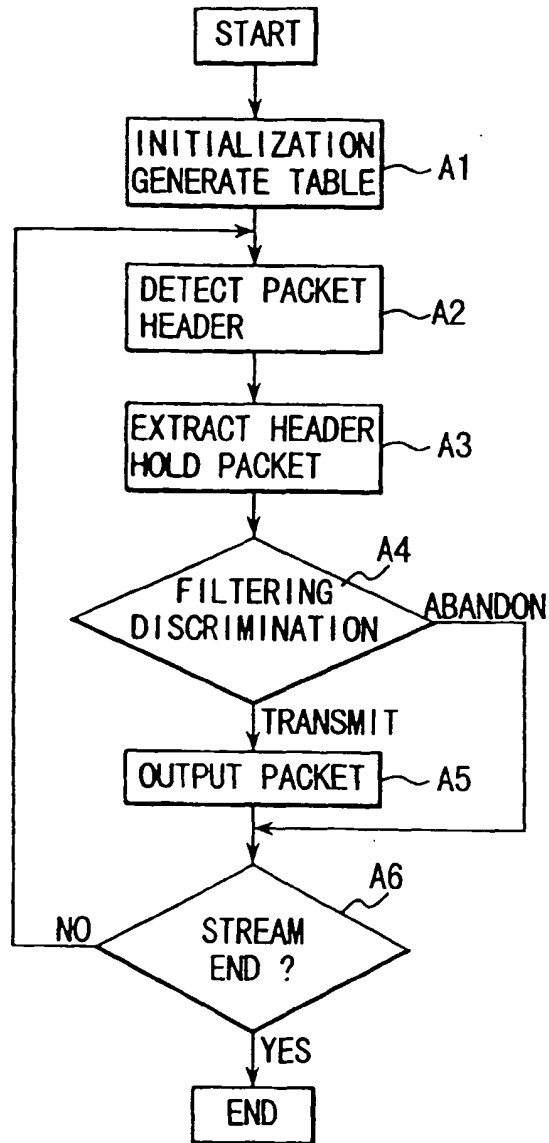 START
INITIALIZATION
GENERATE TABLE
A1
DETECT PACKET
HEADER
A2
EXTRACT HEADER
HOLD PACKET
A3
A4
FILTERING
DISCRIMINATION
ABANDON
TRANSMIT
OUTPUT PACKET
A5
A6
NO
STREAM
END ?
YES
END